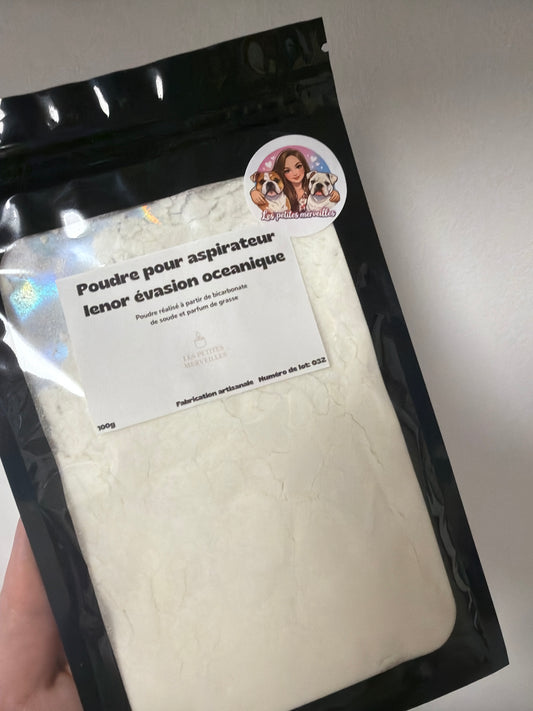 Les petites merveilles
Poudre pour aspirateur
lenor évasion oceanique
Poudre réalisé à partir de bicarbonate
de soude et parfum de grasse
LES PETITES
MERVEILLES
Fabrication artisanale Numéro de lot: 032
100g